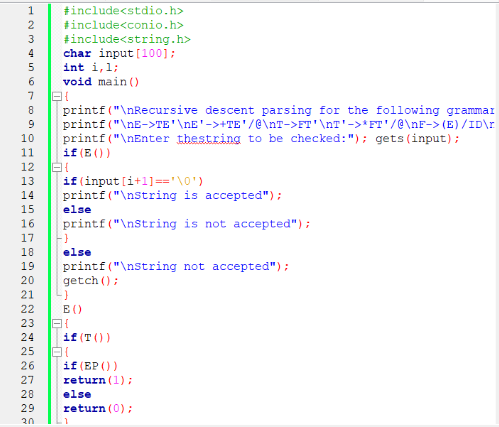 1 #include<stdio.h>
2 #include<conio.h>
3 #include<string.h>
4 char input[100];
5 int i,l;
6 void main()
7 {
8 printf("\nRecursive descent parsing for the following grammar
9 printf("\nE->TE'\nE'->+TE'/@\nT->FT'\nT'->*FT'/@\nF->(E)/ID\n
10 printf("\nEnter thestring to be checked:"); gets(input);
11 if(E())
12 {
13 if(input[i+1]=='\0')
14 printf("\nString is accepted");
15 else
16 printf("\nString is not accepted");
17 }
18 else
19 printf("\nString not accepted");
20 getch();
21 }
22 E()
23 {
24 if(T())
25 {
26 if(EP())
27 return(1);
28 else
29 return(0);
30 }